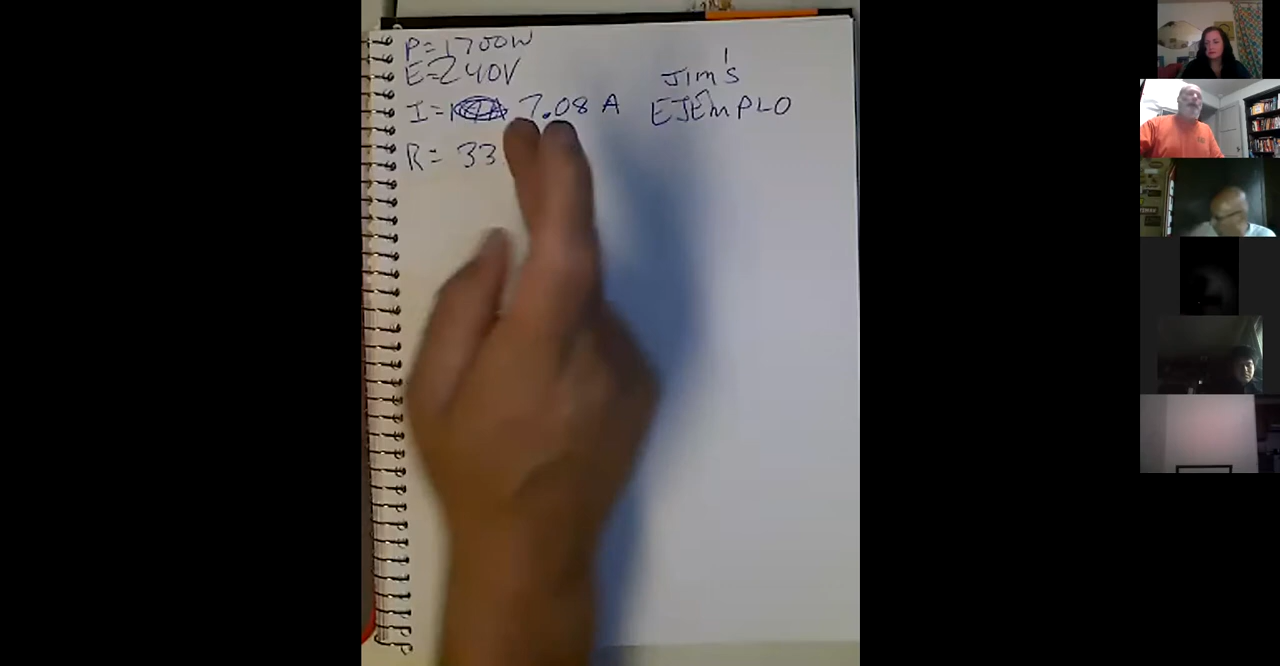 P=1700W
E=240V
I= 7.08 A
R= 33
Jim's
EJEMPLO